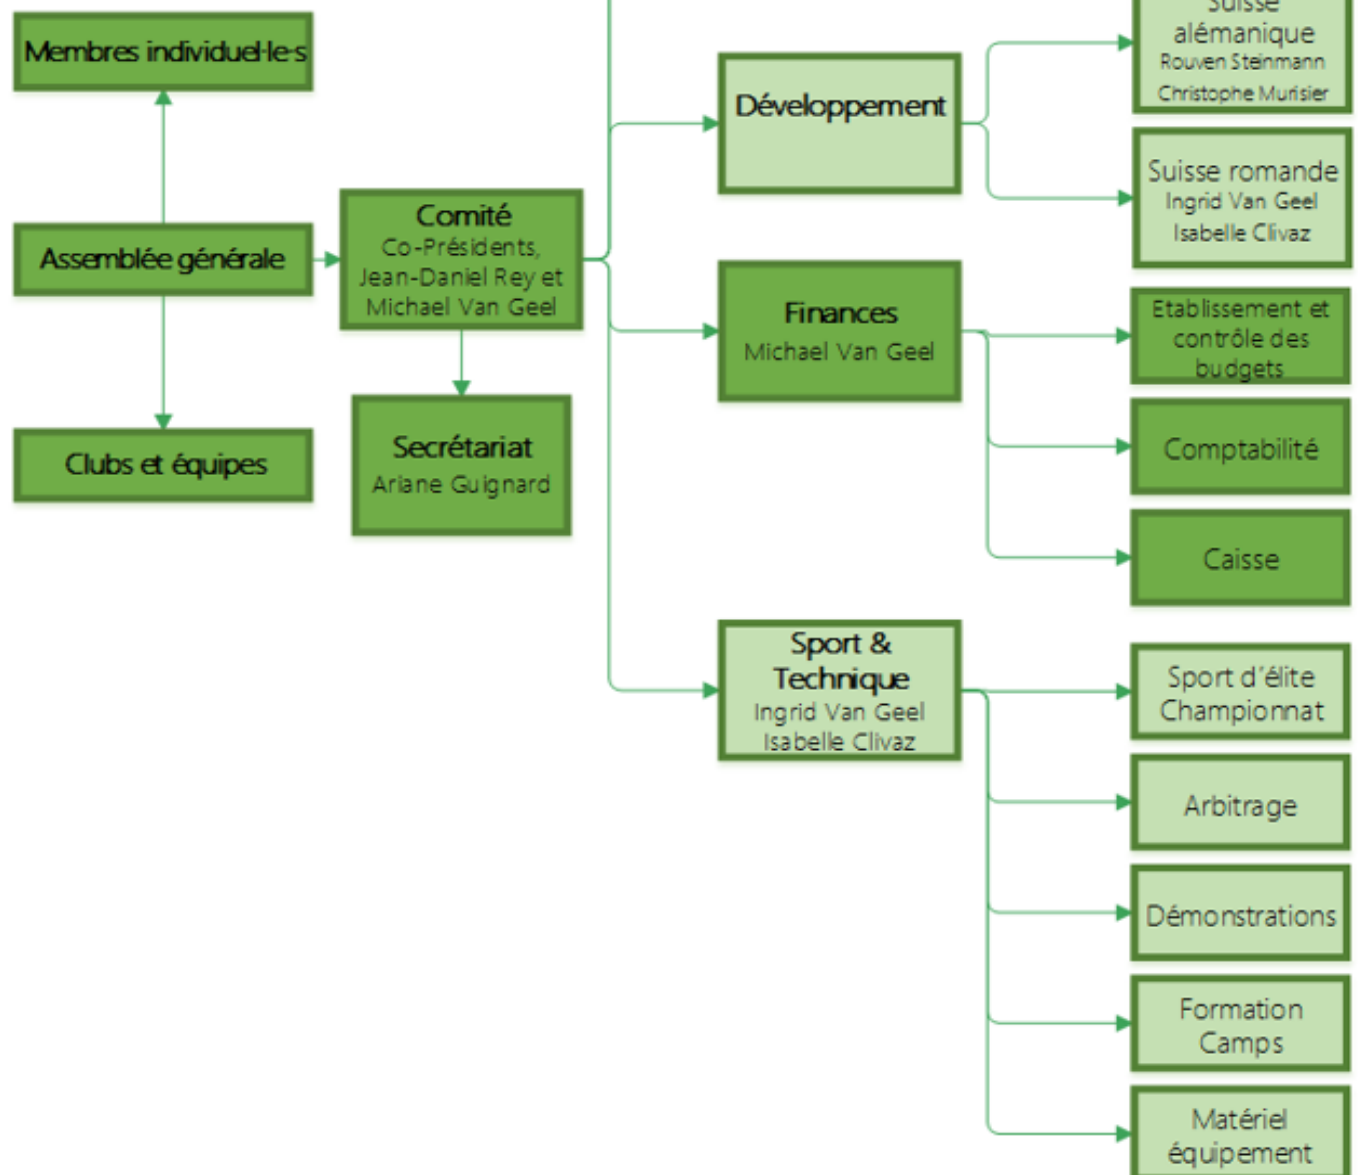 Membres individuel·le·s
Assemblée générale
Clubs et équipes
Comité
Co-Présidents,
Jean-Daniel Rey et
Michael Van Geel
Secrétariat
Ariane Guignard
Développement
Suisse
alémanique
Rouven Steinmann
Christophe Murisier
Suisse romande
Ingrid Van Geel
Isabelle Clivaz
Finances
Michael Van Geel
Etablissement et
contrôle des
budgets
Comptabilité
Caisse
Sport &
Technique
Ingrid Van Geel
Isabelle Clivaz
Sport d'élite
Championnat
Arbitrage
Démonstrations
Formation
Camps
Matériel
équipement